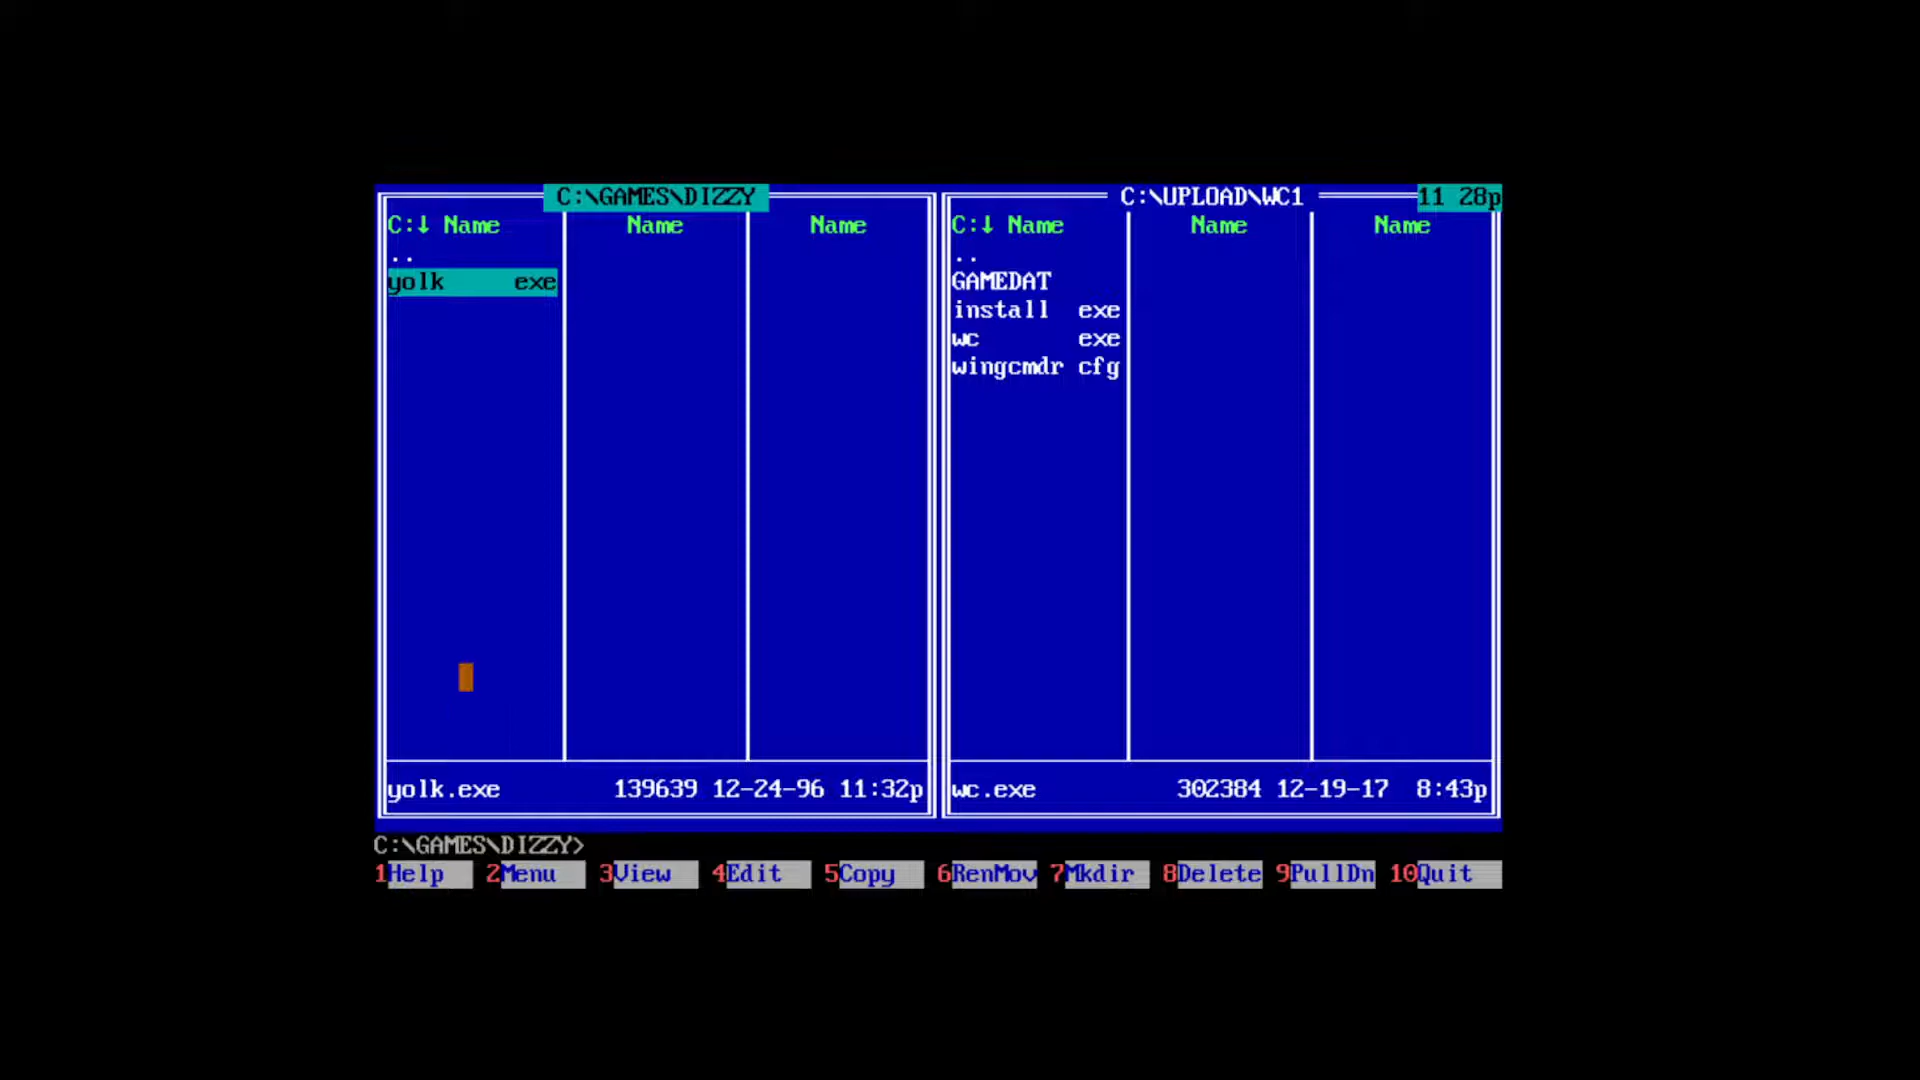 C:\GAMES\DIZZY
C:↓ Name Name Name
..
yolk exe
yolk.exe 139639 12-24-96 11:32p
C:\UPLOAD\WC1 11 28p
C:↓ Name Name Name
..
GAMEDAT
install exe
wc exe
wingcmdr cfg
wc.exe 302384 12-19-17 8:43p
C:\GAMES\DIZZY>
1Help 2Menu 3View 4Edit 5Copy 6RenMov 7Mkdir 8Delete 9PullDn 10Quit